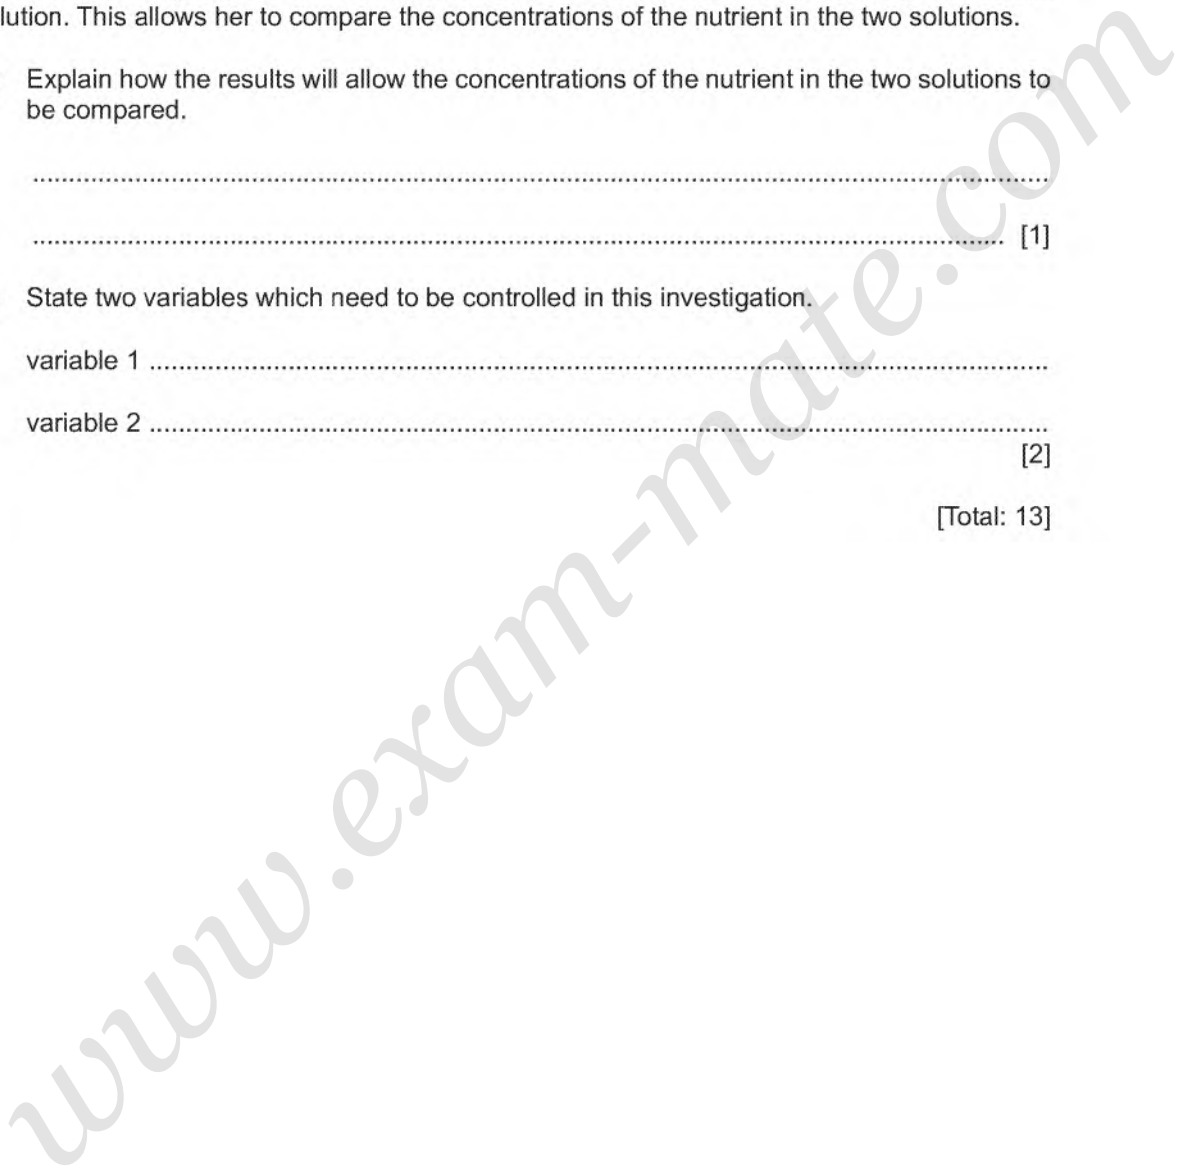 lution. This allows her to compare the concentrations of the nutrient in the two solutions.
Explain how the results will allow the concentrations of the nutrient in the two solutions to
be compared.
...................................................................................................................................
............................................................................................................................. [1]
State two variables which need to be controlled in this investigation.
variable 1 ....................................................................................................................
variable 2 ....................................................................................................................
[2]
[Total: 13]
www.exam-mate.com